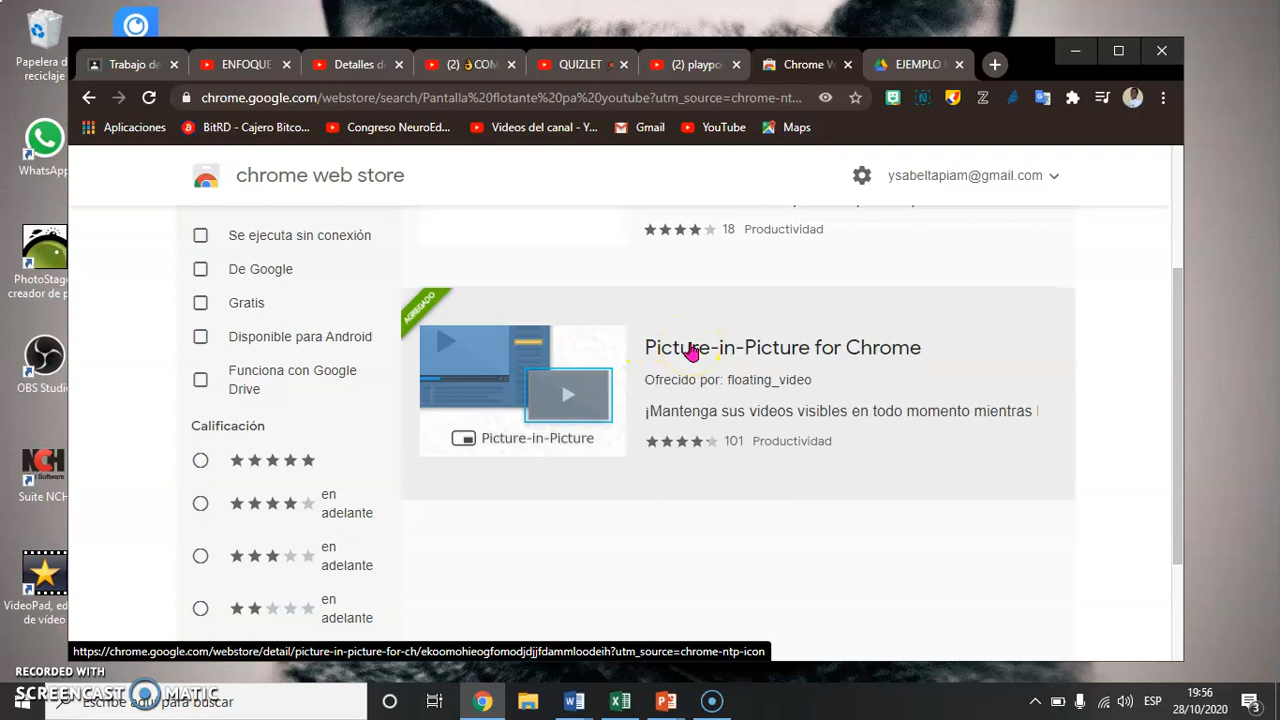 Papelera de
reciclaje
WhatsApp
PhotoStage
creador de p
OBS Studio
NCH
Software
Suite NCH
VideoPad, ed
de vídeo
Trabajo de
ENFOQUE
Detalles d
(2) 👌COM
QUIZLET
(2) playpo
Chrome W
EJEMPLO
chrome.google.com/webstore/search/Pantalla%20flotante%20pa%20youtube?utm_source=chrome-nt...
Aplicaciones
BitRD - Cajero Bitco...
Congreso NeuroEd...
Videos del canal - Y...
Gmail
YouTube
Maps
chrome web store
ysabeltapiam@gmail.com
Se ejecuta sin conexión
De Google
Gratis
Disponible para Android
Funciona con Google
Drive
Calificación
en
adelante
en
adelante
en
adelante
18 Productividad
AGREGADO
Picture-in-Picture
Picture-in-Picture for Chrome
Ofrecido por: floating_video
¡Mantenga sus videos visibles en todo momento mientras
101 Productividad
https://chrome.google.com/webstore/detail/picture-in-picture-for-ch/ekoomohieogfomodjdjjfdammloodeih?utm_source=chrome-ntp-icon
RECORDED WITH
SCREENCAST MATIC
Escribe aquí para buscar
ESP
19:56
28/10/2020
3